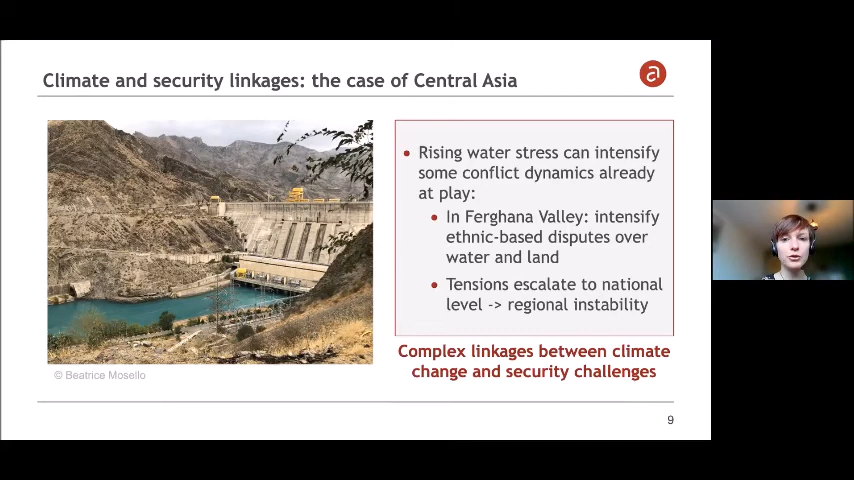 Climate and security linkages: the case of Central Asia
a
• Rising water stress can intensify
some conflict dynamics already
at play:
• In Ferghana Valley: intensify
ethnic-based disputes over
water and land
• Tensions escalate to national
level -> regional instability
Complex linkages between climate
change and security challenges
© Beatrice Mosello
9